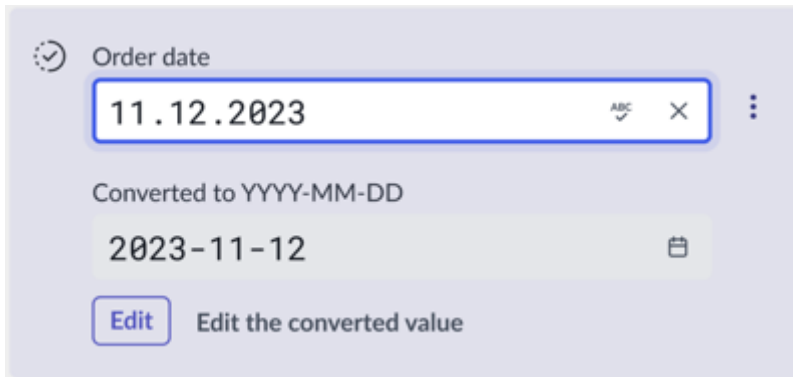 Order date
11.12.2023 ABC
Converted to YYYY-MM-DD
2023-11-12
Edit Edit the converted value